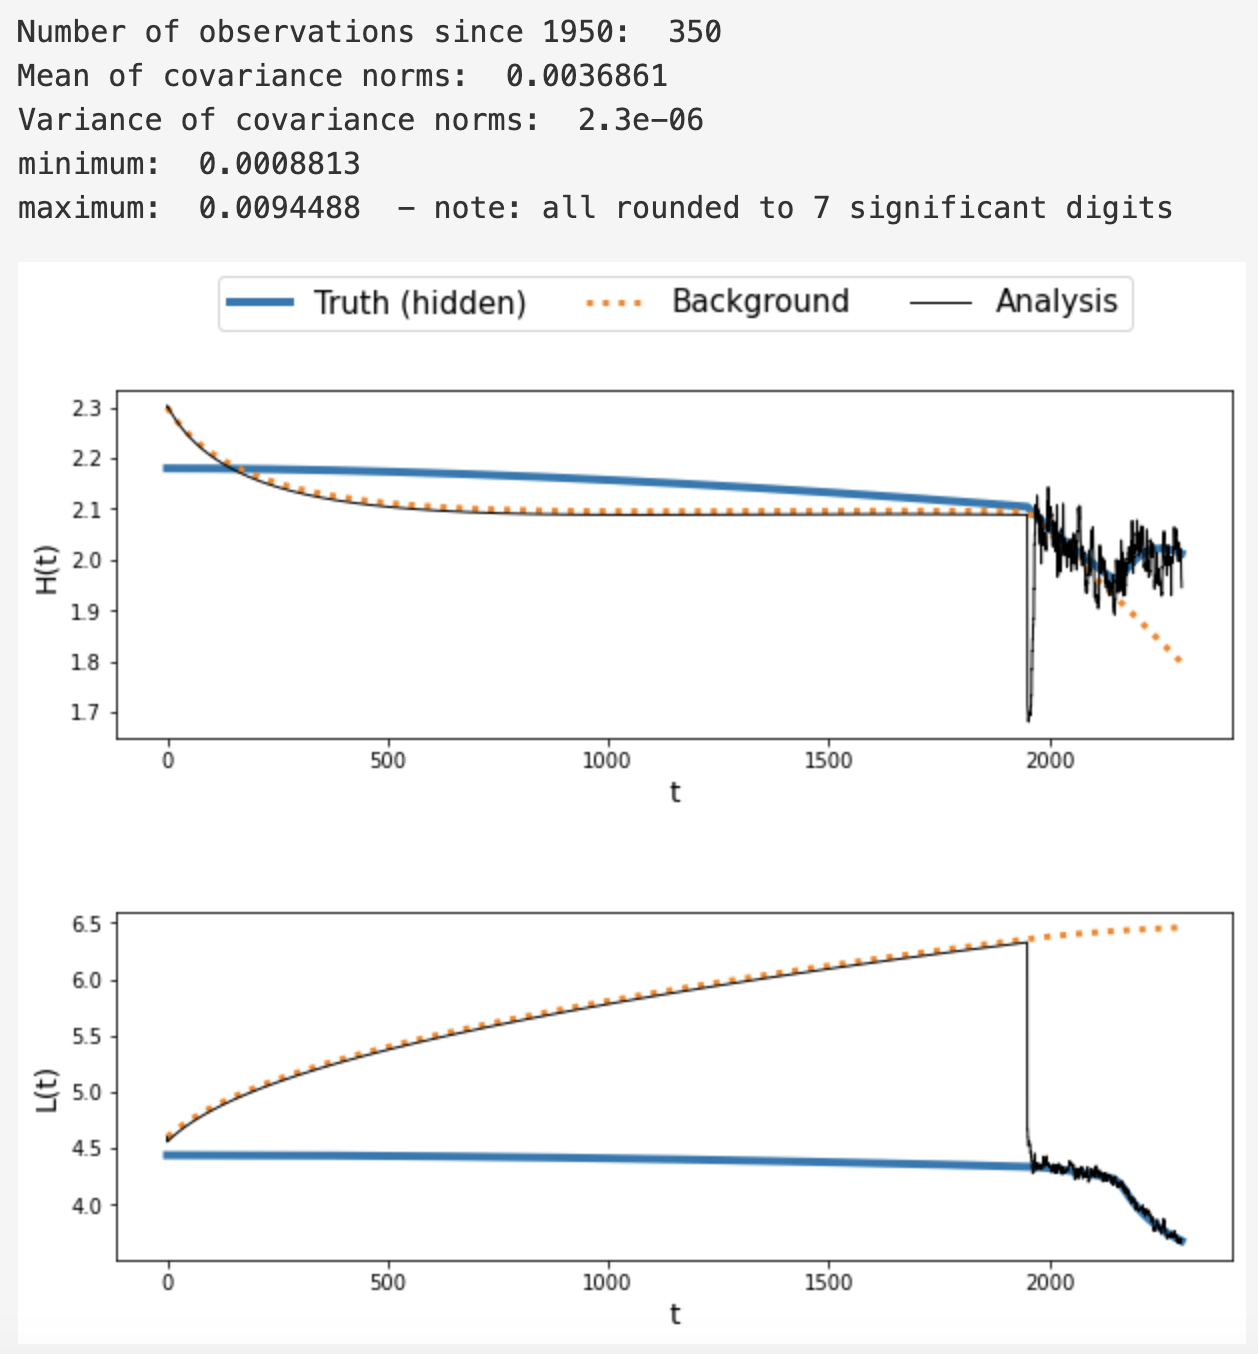 Number of observations since 1950:  350
Mean of covariance norms:  0.0036861
Variance of covariance norms:  2.3e-06
minimum:  0.0008813
maximum:  0.0094488  - note: all rounded to 7 significant digits
Truth (hidden) Background Analysis
2.3
2.2
2.1
2.0
1.9
1.8
1.7
H(t)
0 500 1000 1500 2000
t
6.5
6.0
5.5
5.0
4.5
4.0
L(t)
0 500 1000 1500 2000
t